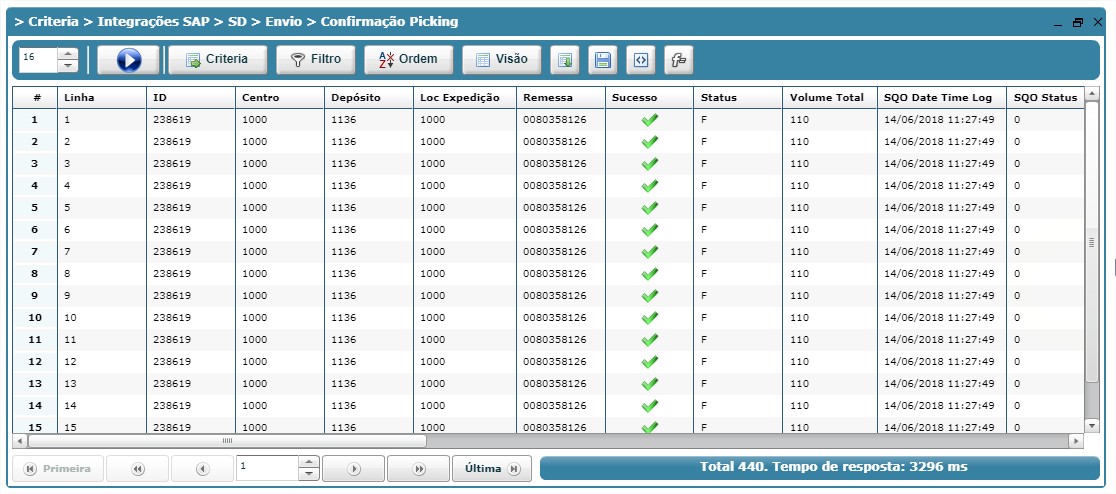 > Criteria > Integrações SAP > SD > Envio > Confirmação Picking
16 Criteria Filtro Ordem Visão
# Linha ID Centro Depósito Loc Expedição Remessa Sucesso Status Volume Total SQO Date Time Log SQO Status
1 1 238619 1000 1136 1000 0080358126 F 110 14/06/2018 11:27:49 0
2 2 238619 1000 1136 1000 0080358126 F 110 14/06/2018 11:27:49 0
3 3 238619 1000 1136 1000 0080358126 F 110 14/06/2018 11:27:49 0
4 4 238619 1000 1136 1000 0080358126 F 110 14/06/2018 11:27:49 0
5 5 238619 1000 1136 1000 0080358126 F 110 14/06/2018 11:27:49 0
6 6 238619 1000 1136 1000 0080358126 F 110 14/06/2018 11:27:49 0
7 7 238619 1000 1136 1000 0080358126 F 110 14/06/2018 11:27:49 0
8 8 238619 1000 1136 1000 0080358126 F 110 14/06/2018 11:27:49 0
9 9 238619 1000 1136 1000 0080358126 F 110 14/06/2018 11:27:49 0
10 10 238619 1000 1136 1000 0080358126 F 110 14/06/2018 11:27:49 0
11 11 238619 1000 1136 1000 0080358126 F 110 14/06/2018 11:27:49 0
12 12 238619 1000 1136 1000 0080358126 F 110 14/06/2018 11:27:49 0
13 13 238619 1000 1136 1000 0080358126 F 110 14/06/2018 11:27:49 0
14 14 238619 1000 1136 1000 0080358126 F 110 14/06/2018 11:27:49 0
15 15 238619 1000 1136 1000 0080358126 F 110 14/06/2018 11:27:49 0
Primeira 1 Última Total 440. Tempo de resposta: 3296 ms